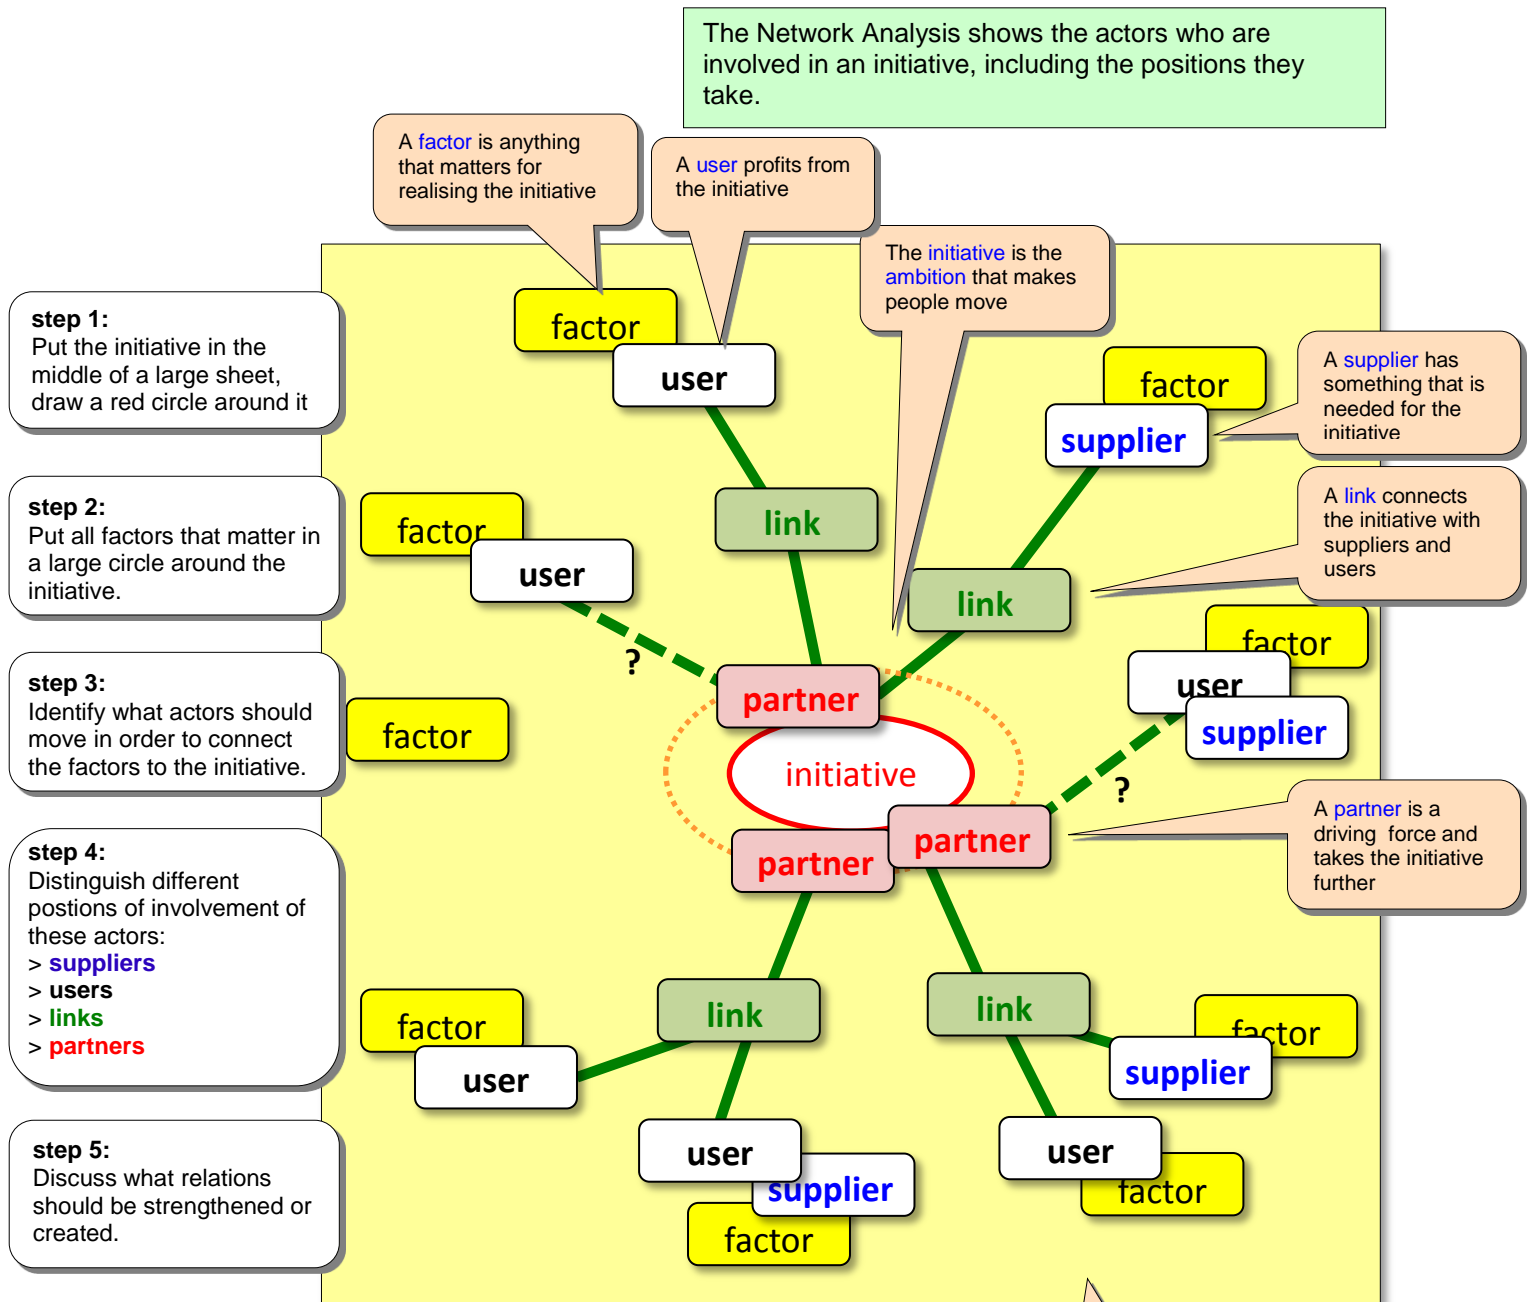 The Network Analysis shows the actors who are
involved in an initiative, including the positions they
take.
A factor is anything
that matters for
realising the initiative
A user profits from
the initiative
The initiative is the
ambition that makes
people move
step 1:
Put the initiative in the
middle of a large sheet,
draw a red circle around it
factor
user
factor
supplier
A supplier has
something that is
needed for the
initiative
step 2:
Put all factors that matter in
a large circle around the
initiative.
factor
user
link
link
A link connects
the initiative with
suppliers and
users
?
factor
user
supplier
step 3:
Identify what actors should
move in order to connect
the factors to the initiative.
factor
partner
initiative
?
partner
partner
A partner is a
driving force and
takes the initiative
further
step 4:
Distinguish different
postions of involvement of
these actors:
> suppliers
> users
> links
> partners
factor
user
link
link
factor
supplier
step 5:
Discuss what relations
should be strengthened or
created.
user
supplier
factor
user
factor